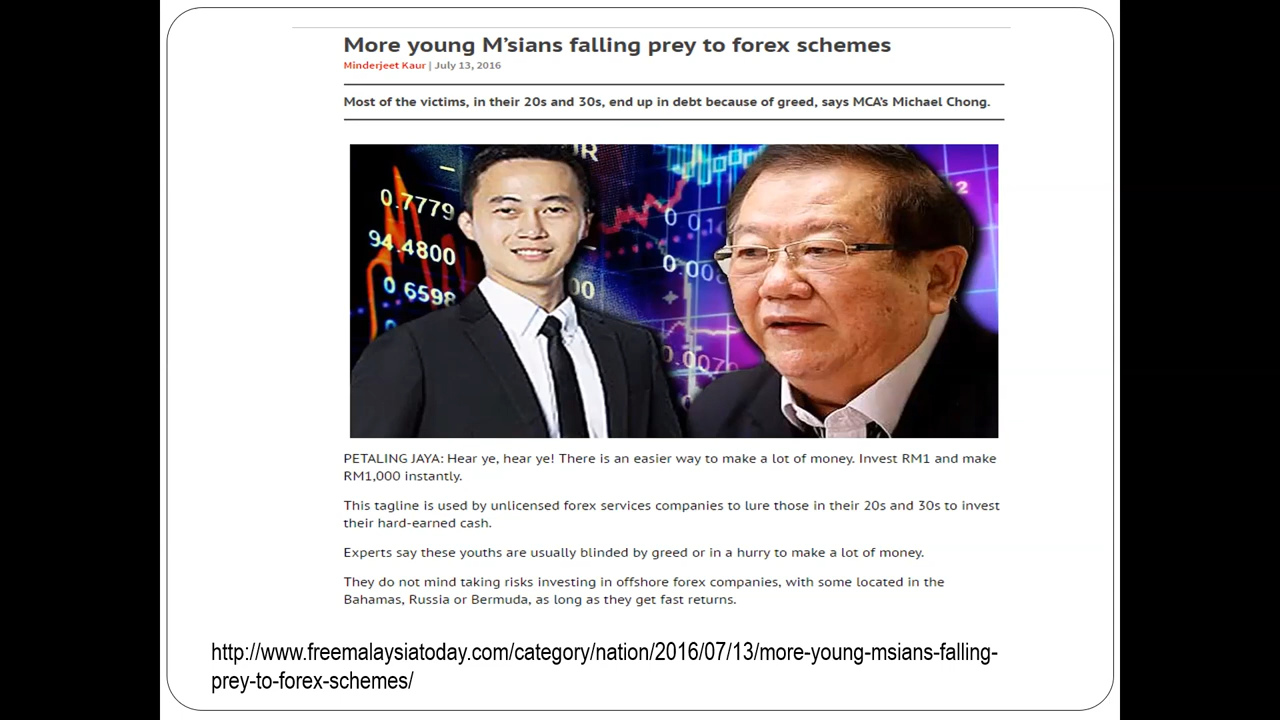 More young M'sians falling prey to forex schemes
Minderjeet Kaur | July 13, 2016
Most of the victims, in their 20s and 30s, end up in debt because of greed, says MCA's Michael Chong.
0.7779
94.4800
0 6598
PETALING JAYA: Hear ye, hear ye! There is an easier way to make a lot of money. Invest RM1 and make
RM1,000 instantly.
This tagline is used by unlicensed forex services companies to lure those in their 20s and 30s to invest
their hard-earned cash.
Experts say these youths are usually blinded by greed or in a hurry to make a lot of money.
They do not mind taking risks investing in offshore forex companies, with some located in the
Bahamas, Russia or Bermuda, as long as they get fast returns.
http://www.freemalaysiatoday.com/category/nation/2016/07/13/more-young-msians-falling-
prey-to-forex-schemes/